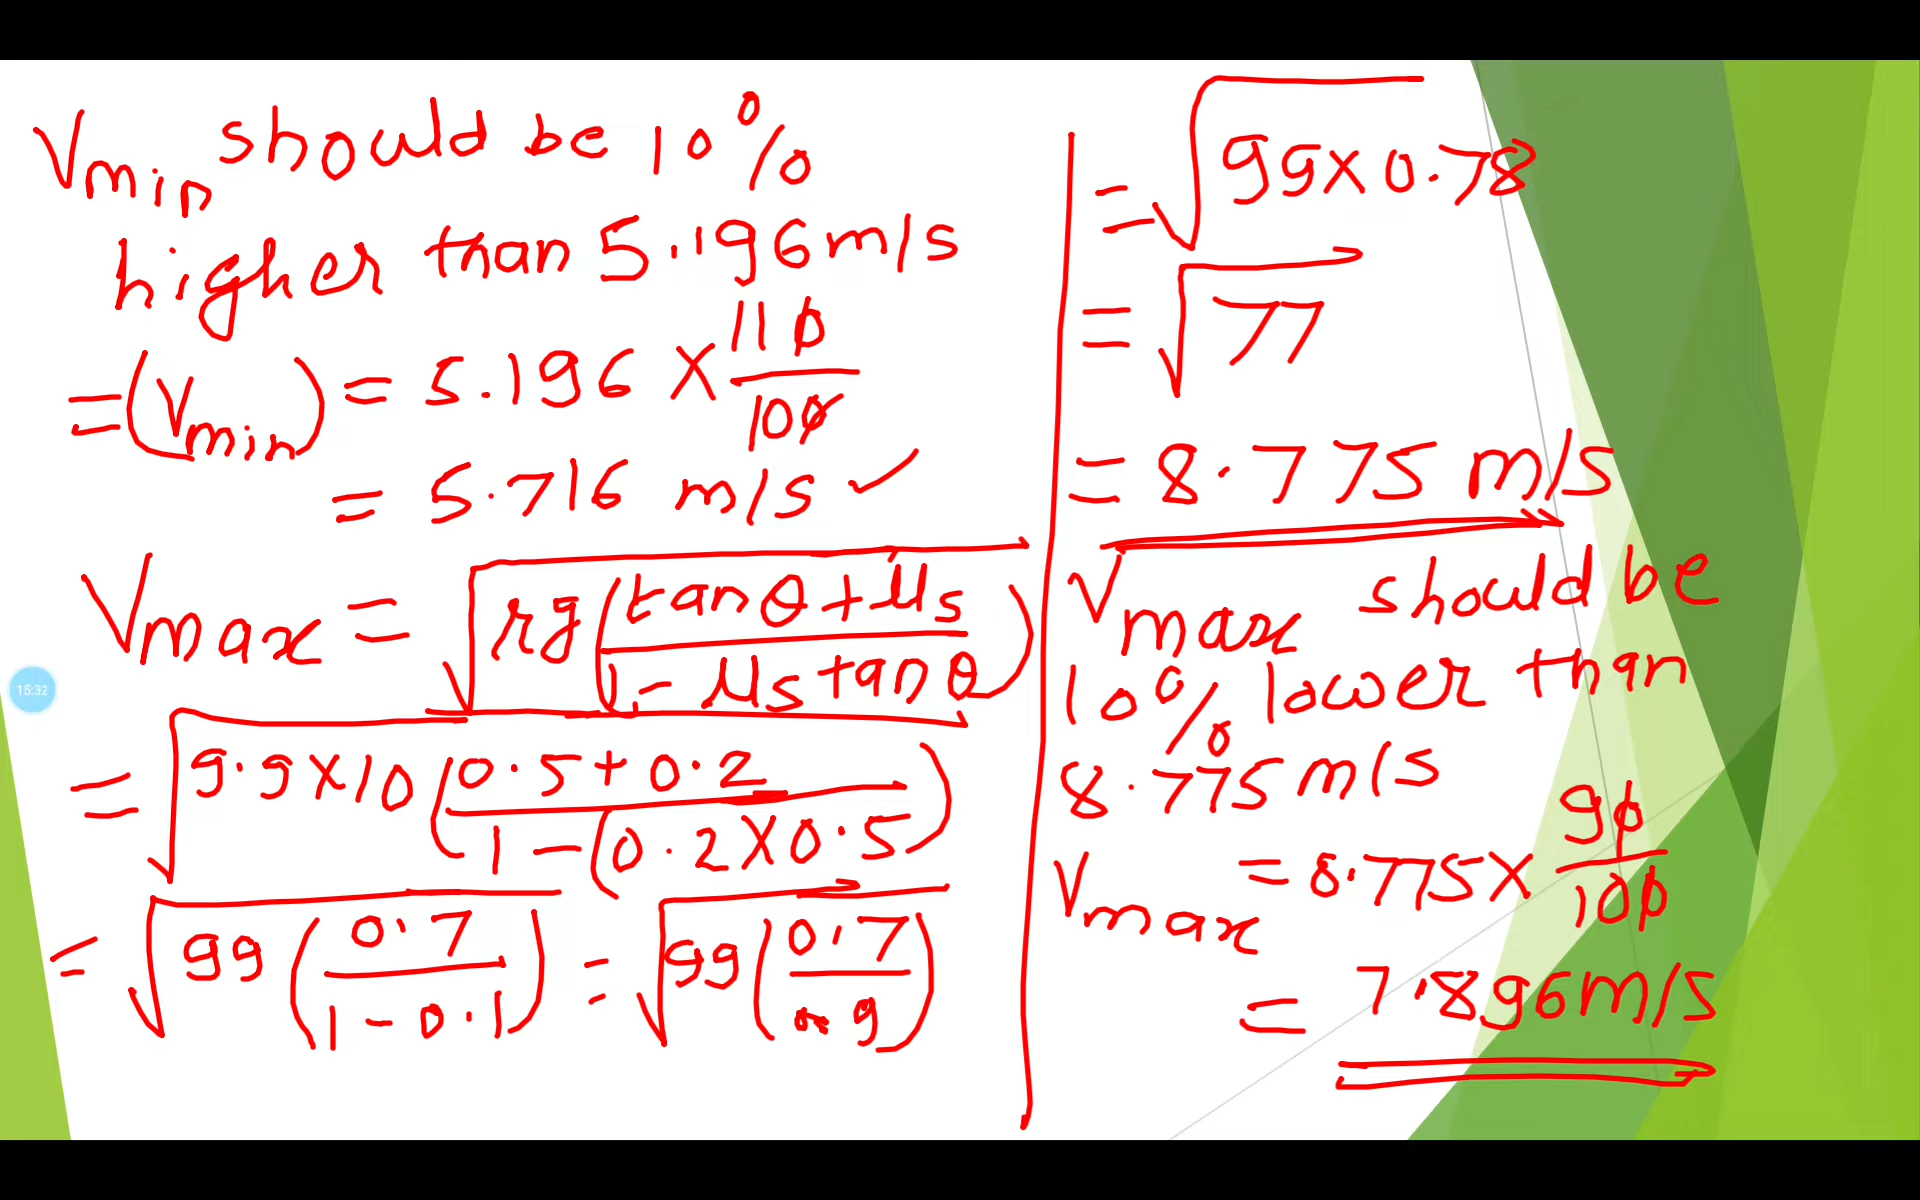 Vmin should be 10%
higher than 5.196 m/s
= (Vmin) = 5.196 × 110/100
= 5.716 m/s ✓
Vmax = √(rg((tanθ + μs)/(1 - μs tanθ)))
= √(9.9×10((0.5+0.2)/(1-(0.2×0.5)))
= √(99(0.7/(1-0.1))) = √(99(0.7/0.9))
= √(99×0.78)
= √77
= 8.775 m/s
Vmax should be
10% lower than
8.775 m/s
Vmax = 8.775 × 90/100
= 7.896 m/s
15:32